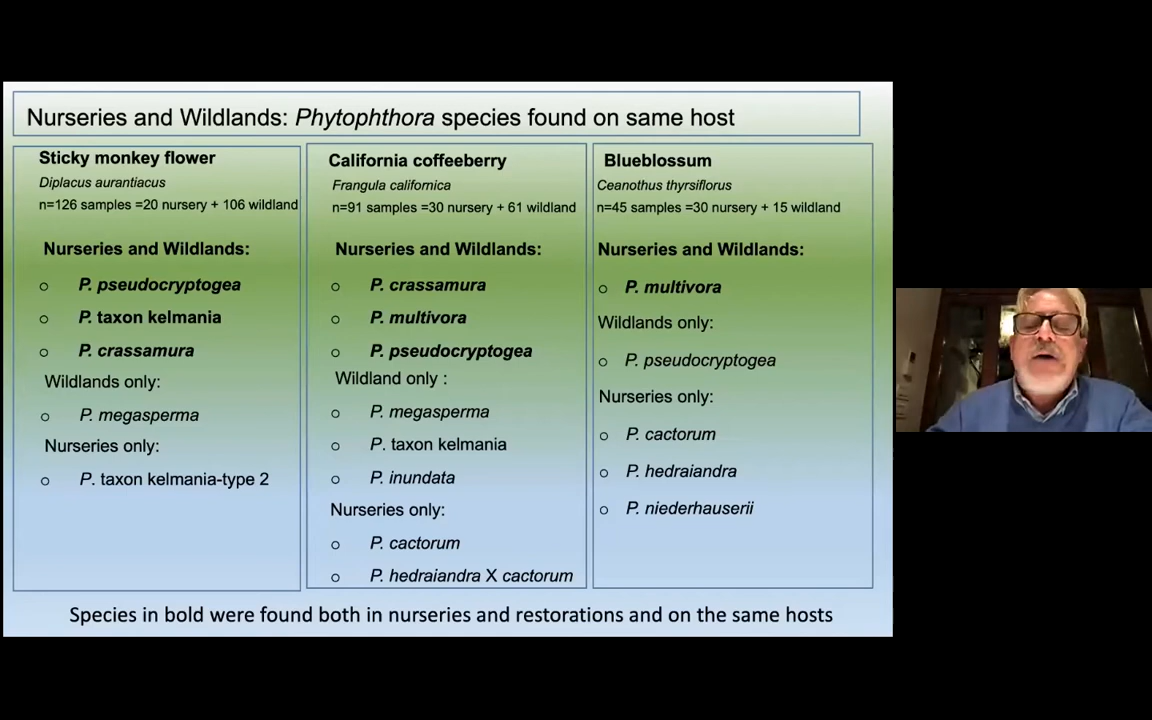 Nurseries and Wildlands: Phytophthora species found on same host
Sticky monkey flower
Diplacus aurantiacus
n=126 samples =20 nursery + 106 wildland
Nurseries and Wildlands:
o P. pseudocryptogea
o P. taxon kelmania
o P. crassamura
Wildlands only:
o P. megasperma
Nurseries only:
o P. taxon kelmania-type 2
California coffeeberry
Frangula californica
n=91 samples =30 nursery + 61 wildland
Nurseries and Wildlands:
o P. crassamura
o P. multivora
o P. pseudocryptogea
Wildland only :
o P. megasperma
o P. taxon kelmania
o P. inundata
Nurseries only:
o P. cactorum
o P. hedraiandra X cactorum
Blueblossum
Ceanothus thyrsiflorus
n=45 samples =30 nursery + 15 wildland
Nurseries and Wildlands:
o P. multivora
Wildlands only:
o P. pseudocryptogea
Nurseries only:
o P. cactorum
o P. hedraiandra
o P. niederhauserii
Species in bold were found both in nurseries and restorations and on the same hosts